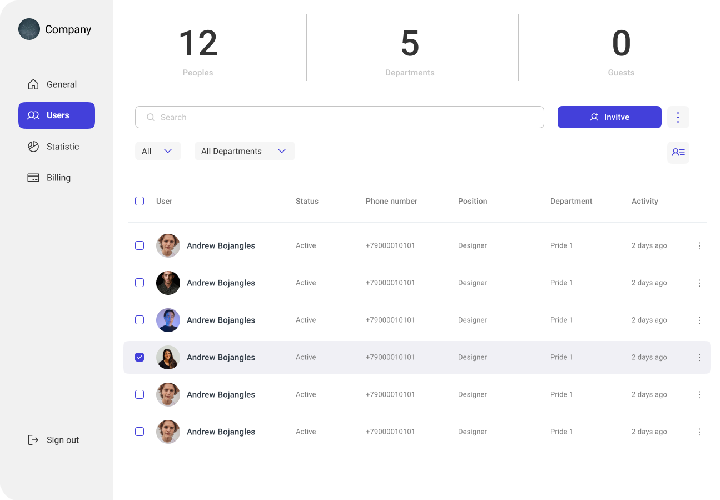 Company
General
Users
Statistic
Billing
Sign out
12
Peoples
5
Departments
0
Guests
Search
Invitve
All
All Departments
User Status Phone number Position Department Activity
Andrew Bojangles Active +79000010101 Designer Pride 1 2 days ago
Andrew Bojangles Active +79000010101 Designer Pride 1 2 days ago
Andrew Bojangles Active +79000010101 Designer Pride 1 2 days ago
Andrew Bojangles Active +79000010101 Designer Pride 1 2 days ago
Andrew Bojangles Active +79000010101 Designer Pride 1 2 days ago
Andrew Bojangles Active +79000010101 Designer Pride 1 2 days ago